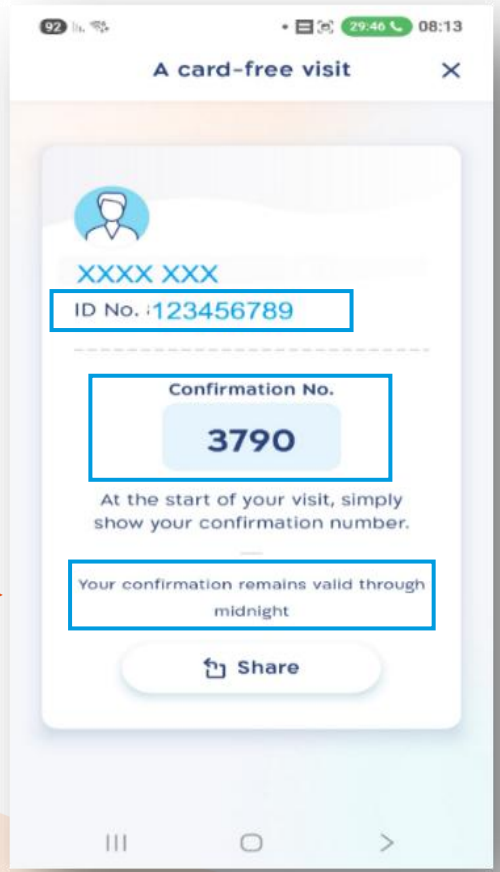 92 29:46 08:13
A card-free visit
XXXX XXX
ID No. :123456789
Confirmation No.
3790
At the start of your visit, simply
show your confirmation number.
Your confirmation remains valid through
midnight
Share